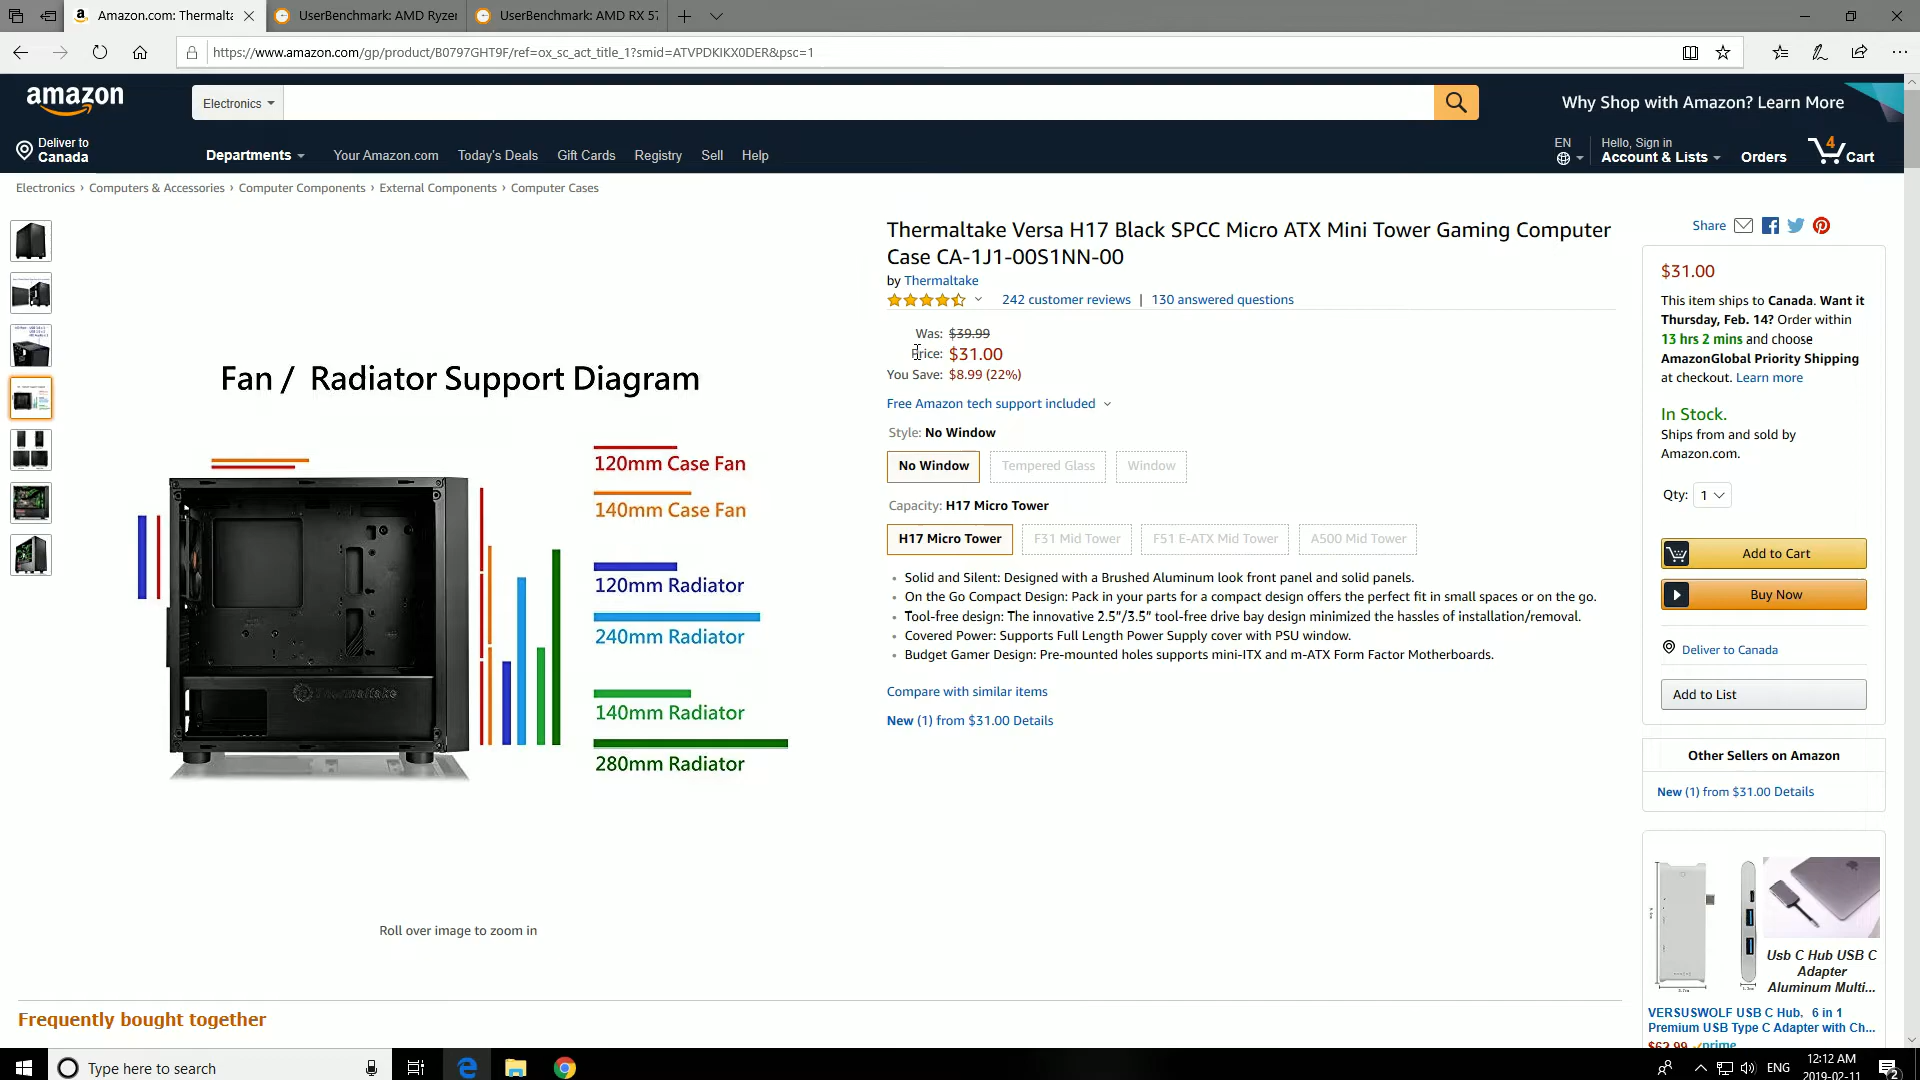 Amazon.com: Thermalta
UserBenchmark: AMD Ryzer
UserBenchmark: AMD RX 57
https://www.amazon.com/gp/product/B0797GHT9F/ref=ox_sc_act_title_1?smid=ATVPDKIKX0DER&psc=1
amazon
Electronics
Why Shop with Amazon? Learn More
Deliver to
Canada
Departments
Your Amazon.com
Today's Deals
Gift Cards
Registry
Sell
Help
EN
Hello, Sign in
Account & Lists
Orders
4
Cart
Electronics › Computers & Accessories › Computer Components › External Components › Computer Cases
Fan / Radiator Support Diagram
120mm Case Fan
140mm Case Fan
120mm Radiator
240mm Radiator
140mm Radiator
280mm Radiator
Thermaltake
Roll over image to zoom in
Thermaltake Versa H17 Black SPCC Micro ATX Mini Tower Gaming Computer
Case CA-1J1-00S1NN-00
by Thermaltake
242 customer reviews | 130 answered questions
Was: $39.99
Price: $31.00
You Save: $8.99 (22%)
Free Amazon tech support included
Style: No Window
No Window
Tempered Glass
Window
Capacity: H17 Micro Tower
H17 Micro Tower
F31 Mid Tower
F51 E-ATX Mid Tower
A500 Mid Tower
• Solid and Silent: Designed with a Brushed Aluminum look front panel and solid panels.
• On the Go Compact Design: Pack in your parts for a compact design offers the perfect fit in small spaces or on the go.
• Tool-free design: The innovative 2.5”/3.5” tool-free drive bay design minimized the hassles of installation/removal.
• Covered Power: Supports Full Length Power Supply cover with PSU window.
• Budget Gamer Design: Pre-mounted holes supports mini-ITX and m-ATX Form Factor Motherboards.
Compare with similar items
New (1) from $31.00 Details
Share
$31.00
This item ships to Canada. Want it
Thursday, Feb. 14? Order within
13 hrs 2 mins and choose
AmazonGlobal Priority Shipping
at checkout. Learn more
In Stock.
Ships from and sold by
Amazon.com.
Qty: 1
Add to Cart
Buy Now
Deliver to Canada
Add to List
Other Sellers on Amazon
New (1) from $31.00 Details
Usb C Hub USB C
Adapter
Aluminum Multi...
VERSUSWOLF USB C Hub, 6 in 1
Premium USB Type C Adapter with Ch...
$62.99 prime
Frequently bought together
Type here to search
ENG
12:12 AM
2019-02-11
2